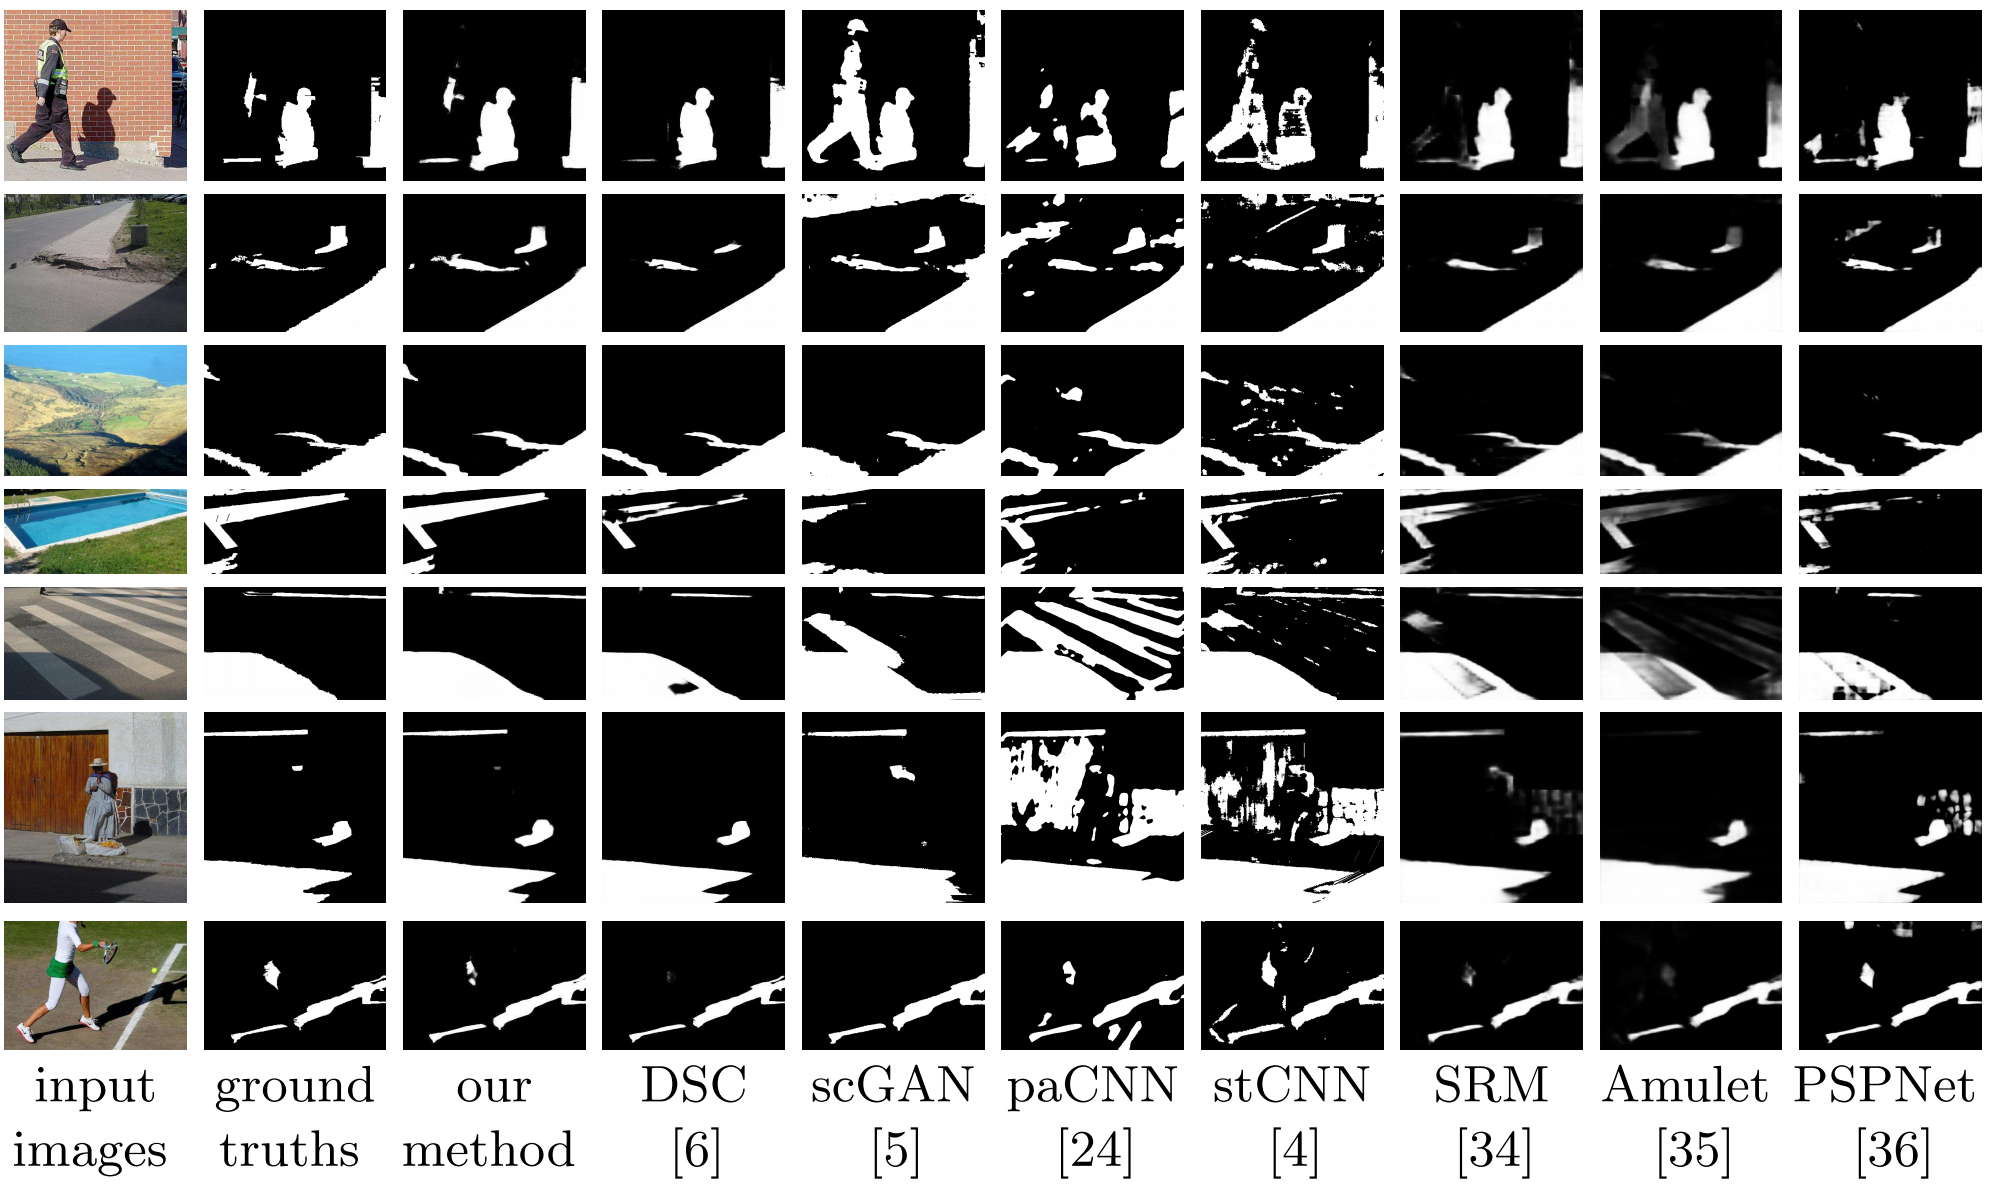 input ground our DSC scGAN paCNN stCNN SRM Amulet PSPNet
images truths method [6] [5] [24] [4] [34] [35] [36]